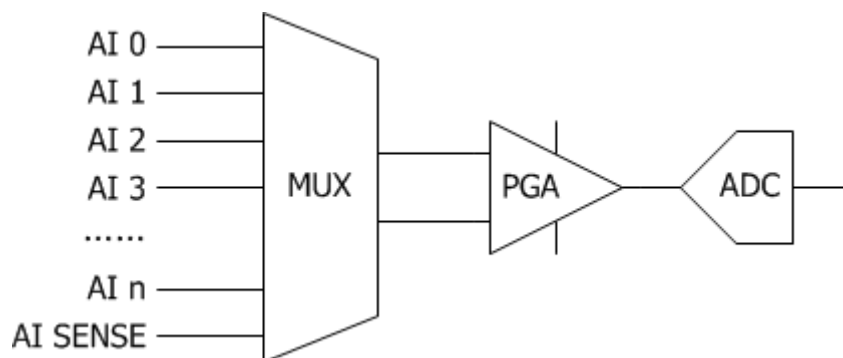 AI 0
AI 1
AI 2
AI 3
......
AI n
AI SENSE
MUX
PGA
ADC